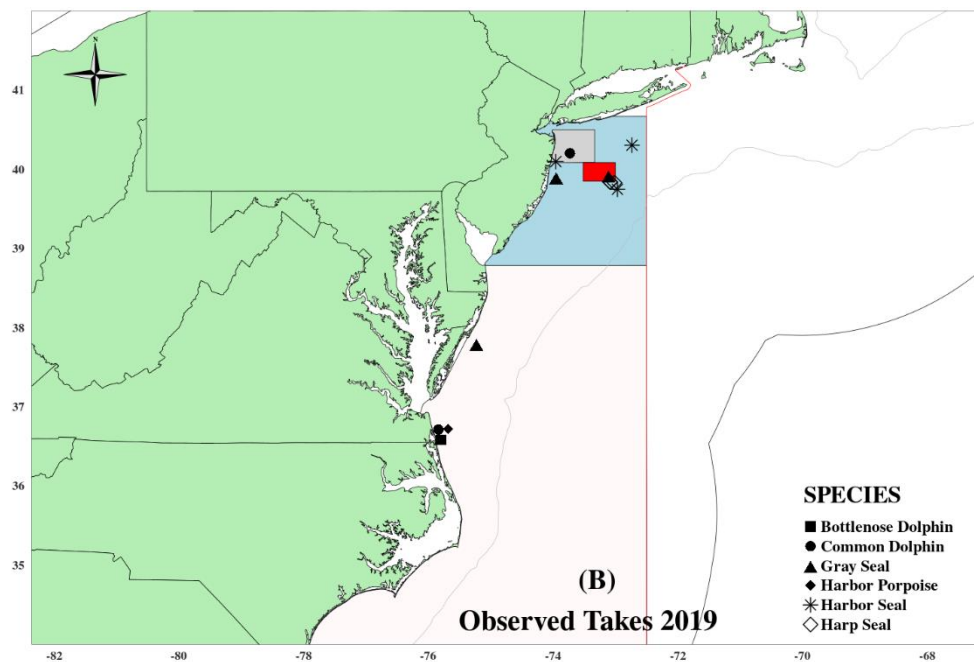 N
41
40
39
38
37
36
35
SPECIES
Bottlenose Dolphin
Common Dolphin
Gray Seal
Harbor Porpoise
Harbor Seal
Harp Seal
(B)
Observed Takes 2019
-82 -80 -78 -76 -74 -72 -70 -68